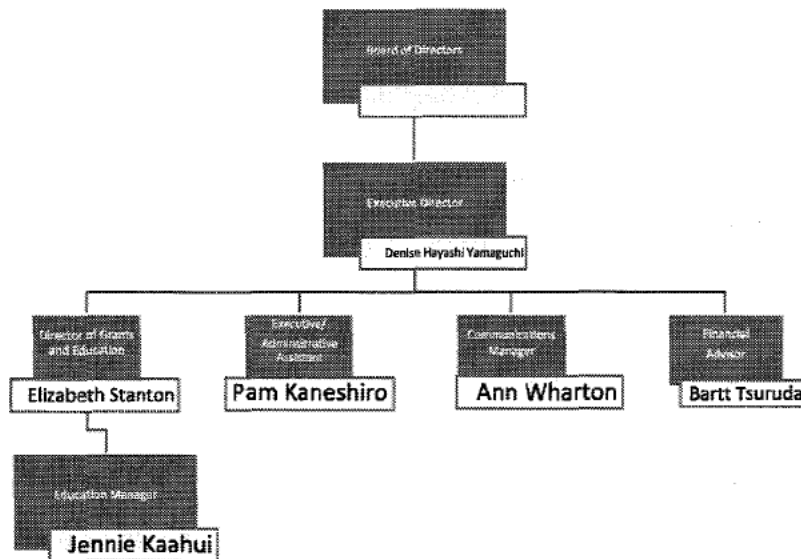 Board of Directors
Executive Director
Denise Hayashi Yamaguchi
Director of Grants
and Education
Elizabeth Stanton
Executive/
Administrative
Assistant
Pam Kaneshiro
Communications
Manager
Ann Wharton
Financial
Advisor
Bartt Tsuruda
Education Manager
Jennie Kaahui